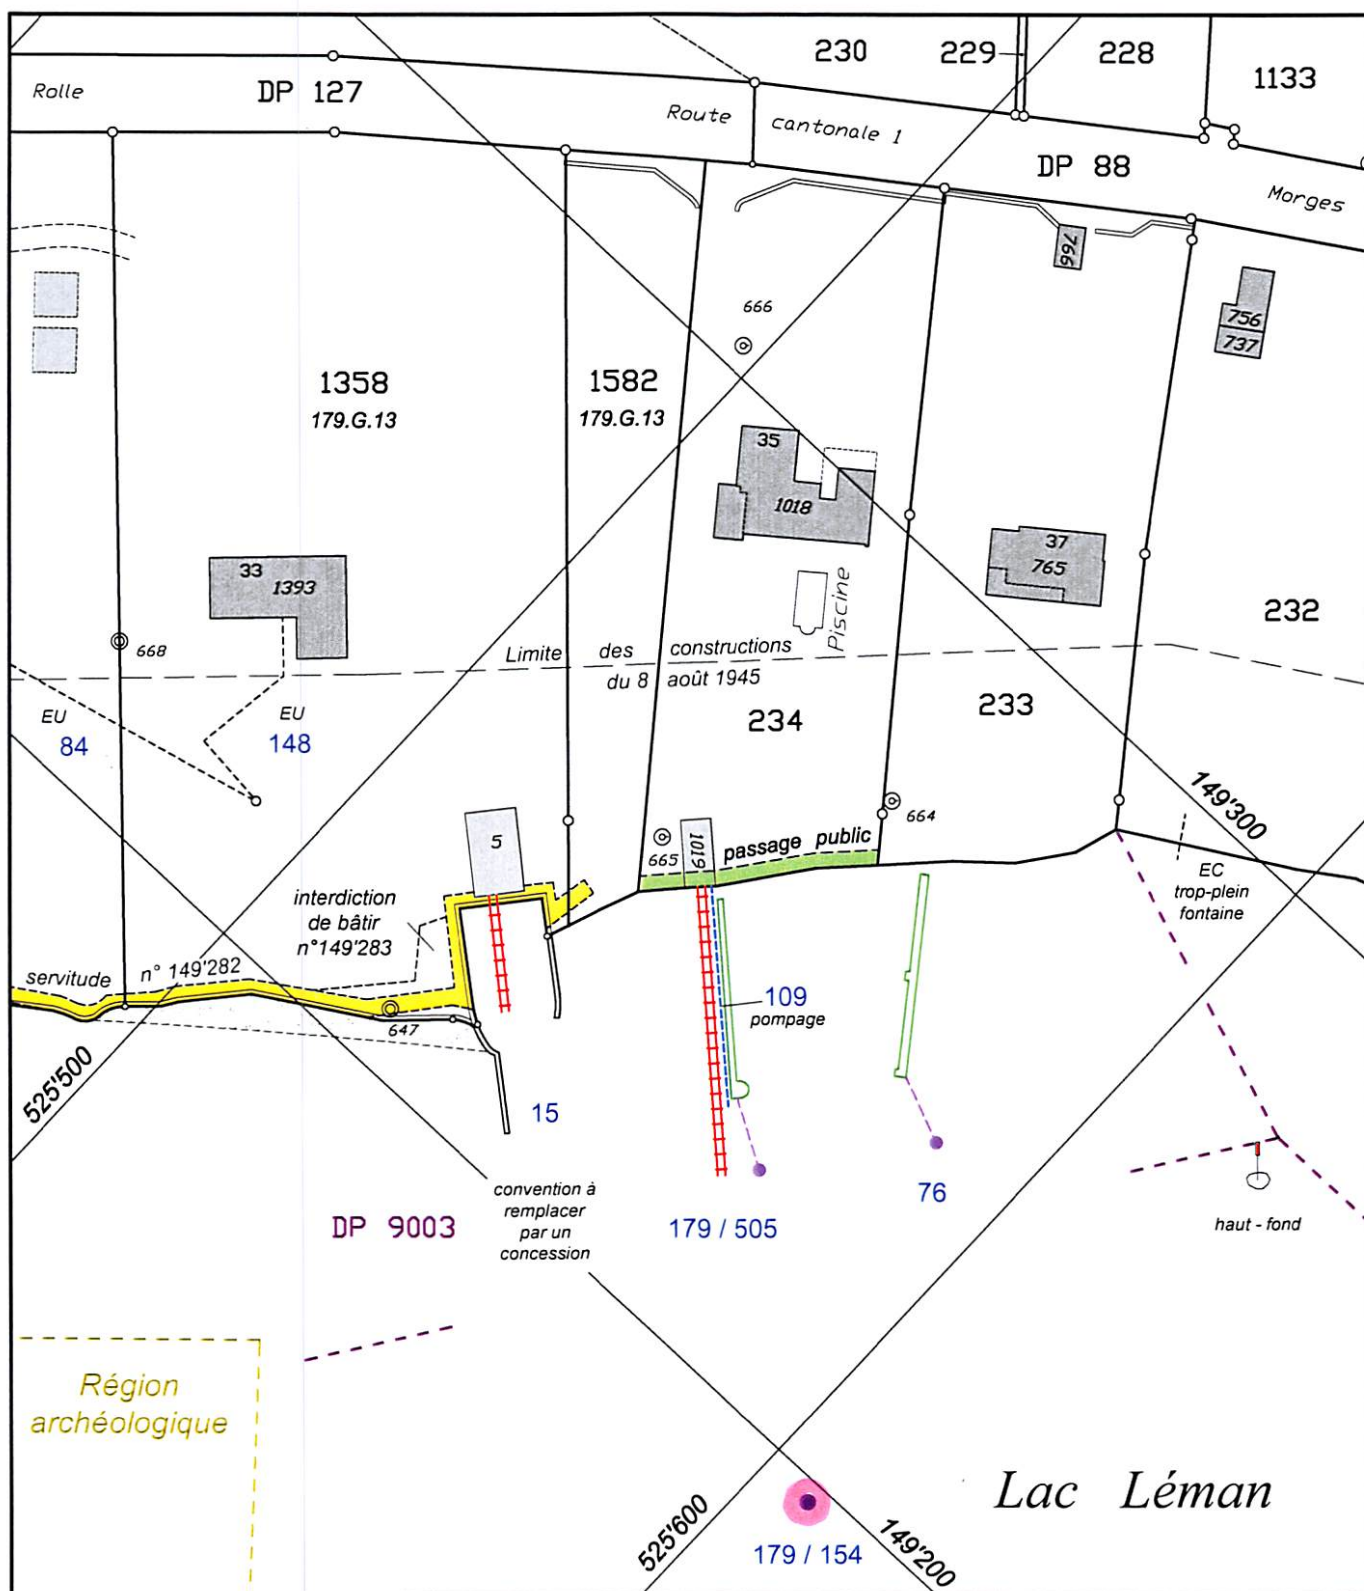 230
229
228
1133
Rolle
DP 127
Route
cantonale 1
DP 88
Morges
766
666
756
737
1358
179.G.13
1582
179.G.13
35
1018
37
765
33
1393
Piscine
232
668
Limite des constructions
du 8 août 1945
EU
84
EU
148
234
233
149'300
664
5
665
1019
passage public
EC
trop-plein
fontaine
interdiction
de bâtir
n°149'283
servitude n° 149'282
647
109
pompage
525'500
15
convention à
remplacer
par un
concession
DP 9003
179 / 505
76
haut - fond
Région
archéologique
Lac Léman
525'600
179 / 154
149'200